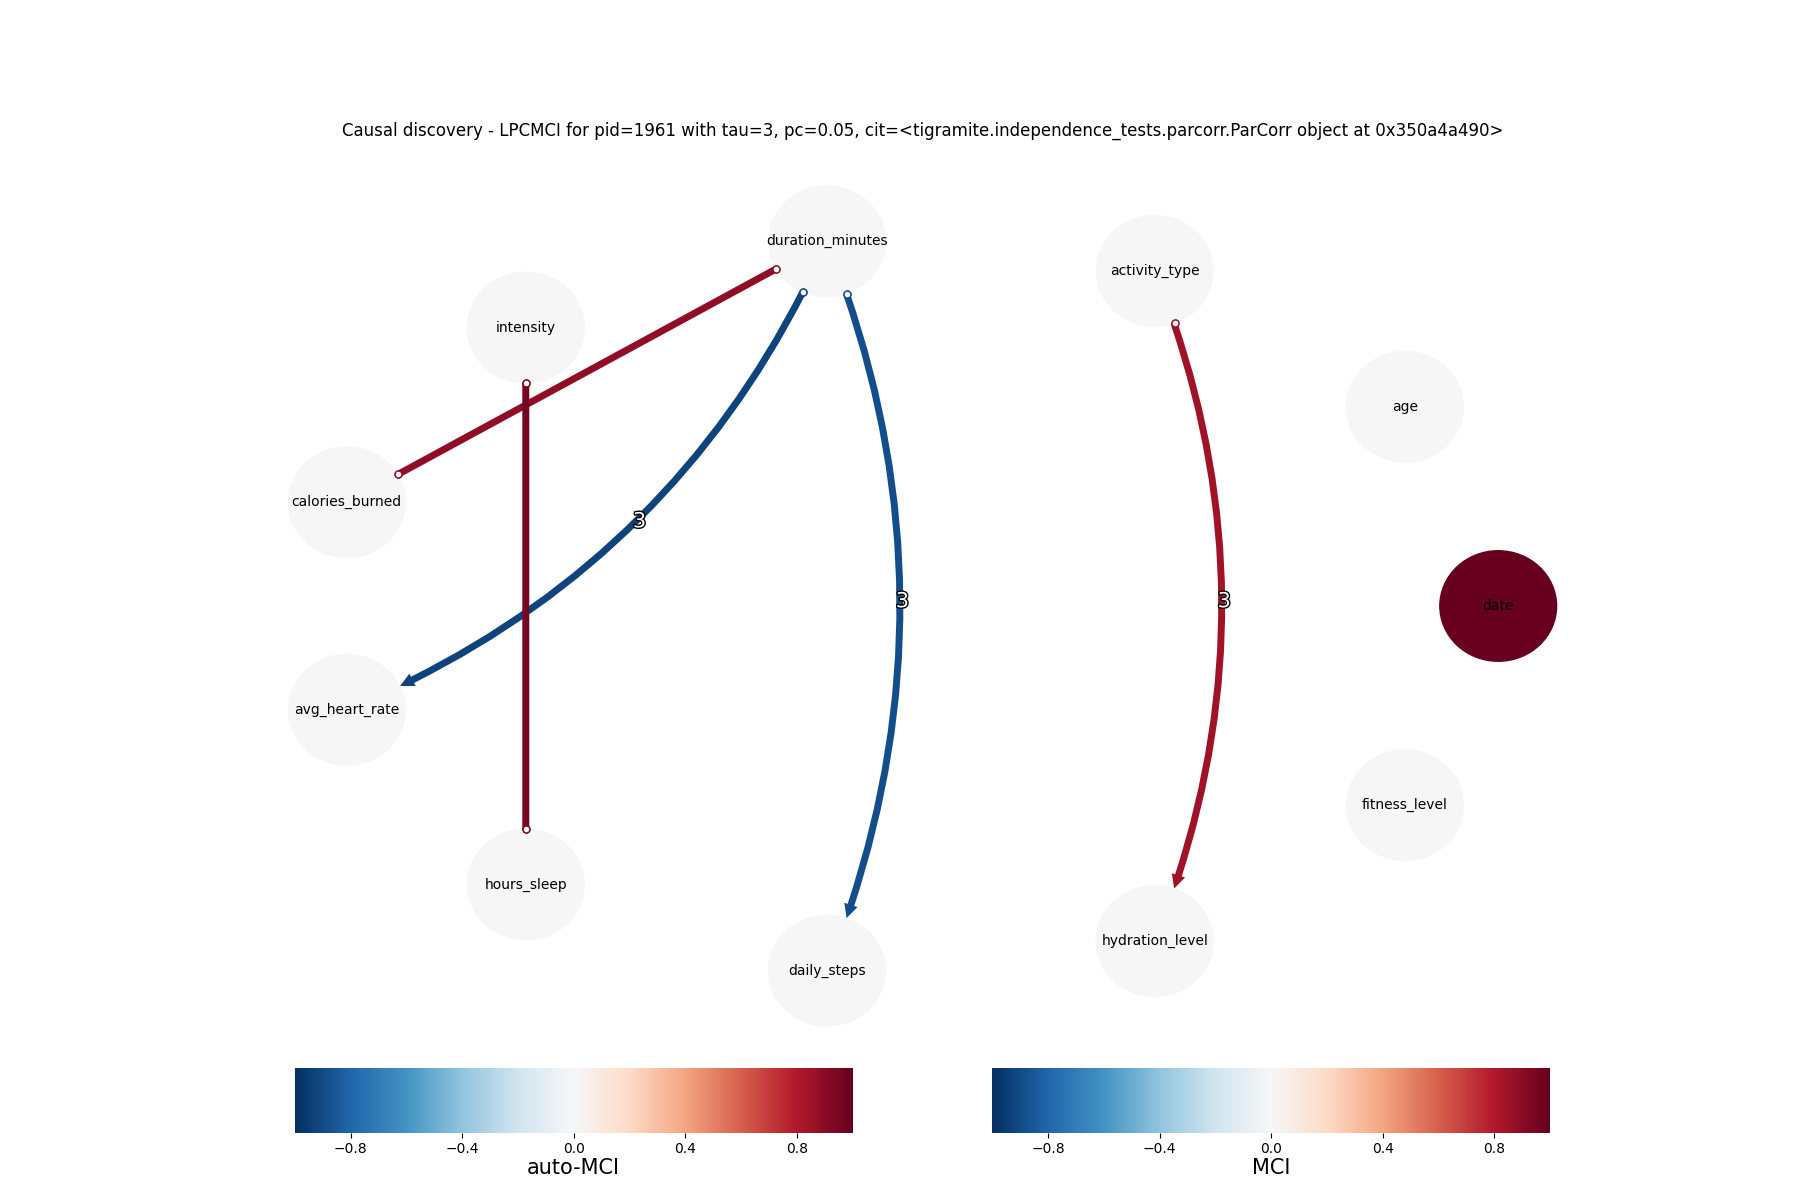 Causal discovery - LPCMCI for pid=1961 with tau=3, pc=0.05, cit=<tigramite.independence_tests.parcorr.ParCorr object at 0x350a4a490>
duration_minutes
activity_type
intensity
age
calories_burned
3
3
3
date
avg_heart_rate
fitness_level
hours_sleep
hydration_level
daily_steps
−0.8 −0.4 0.0 0.4 0.8
auto-MCI
−0.8 −0.4 0.0 0.4 0.8
MCI